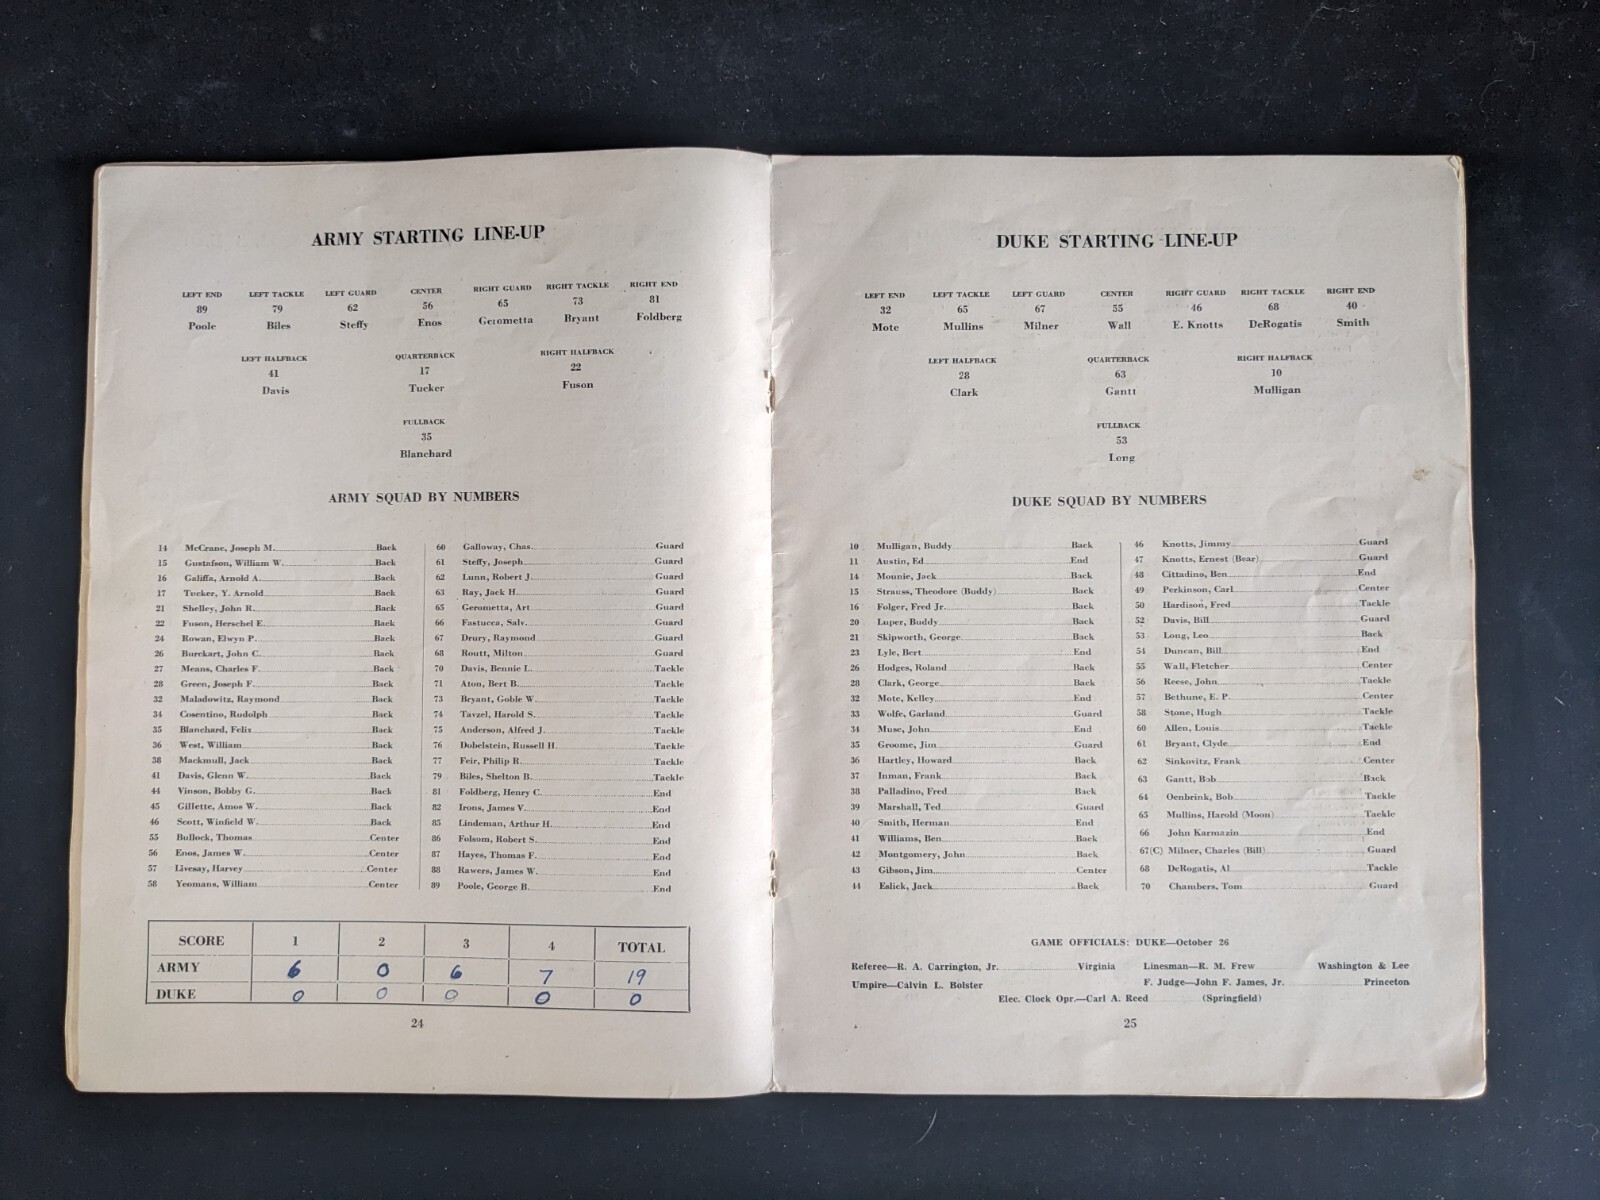 ARMY STARTING LINE-UP
LEFT END LEFT TACKLE LEFT GUARD CENTER RIGHT GUARD RIGHT TACKLE RIGHT END
89 79 62 56 65 73 81
Poole Biles Steffy Enos Gerometta Bryant Foldberg
LEFT HALFBACK QUARTERBACK RIGHT HALFBACK
41 17 22
Davis Tucker Fuson
FULLBACK
35
Blanchard
ARMY SQUAD BY NUMBERS
14 McCrane, Joseph M. Back
15 Gustafson, William W. Back
16 Galiffa, Arnold A. Back
17 Tucker, Y. Arnold Back
21 Shelley, John R. Back
22 Fuson, Herschel E. Back
24 Rowan, Elwyn P. Back
26 Burckart, John C. Back
27 Means, Charles F. Back
28 Green, Joseph F. Back
32 Maladowitz, Raymond Back
34 Cosentino, Rudolph Back
35 Blanchard, Felix Back
36 West, William Back
38 Mackmull, Jack Back
41 Davis, Glenn W. Back
44 Vinson, Bobby G. Back
45 Gillette, Amos W. Back
46 Scott, Winfield W. Back
55 Bullock, Thomas Center
56 Enos, James W. Center
57 Livesay, Harvey Center
58 Yeomans, William Center
60 Galloway, Chas. Guard
61 Steffy, Joseph Guard
62 Lunn, Robert J. Guard
63 Ray, Jack H. Guard
65 Gerometta, Art Guard
66 Fastucca, Salv. Guard
67 Drury, Raymond Guard
68 Routt, Milton Guard
70 Davis, Bennie L. Tackle
71 Aton, Bert B. Tackle
73 Bryant, Goble W. Tackle
74 Tavzel, Harold S. Tackle
75 Anderson, Alfred J. Tackle
76 Dobelstein, Russell H. Tackle
77 Feir, Philip R. Tackle
79 Biles, Shelton B. Tackle
81 Foldberg, Henry C. End
82 Irons, James V. End
85 Lindeman, Arthur H. End
86 Folsom, Robert S. End
87 Hayes, Thomas F. End
88 Rawers, James W. End
89 Poole, George B. End
SCORE 1 2 3 4 TOTAL
ARMY 6 0 6 7 19
DUKE 0 0 0 0 0
24
DUKE STARTING LINE-UP
LEFT END LEFT TACKLE LEFT GUARD CENTER RIGHT GUARD RIGHT TACKLE RIGHT END
32 65 67 55 46 68 40
Mote Mullins Milner Wall E. Knotts DeRogatis Smith
LEFT HALFBACK QUARTERBACK RIGHT HALFBACK
28 63 10
Clark Gantt Mulligan
FULLBACK
53
Long
DUKE SQUAD BY NUMBERS
10 Mulligan, Buddy Back
11 Austin, Ed End
14 Mounie, Jack Back
15 Strauss, Theodore (Buddy) Back
16 Folger, Fred Jr. Back
20 Luper, Buddy Back
21 Skipworth, George Back
23 Lyle, Bert End
26 Hodges, Roland Back
28 Clark, George Back
32 Mote, Kelley End
33 Wolfe, Garland Guard
34 Muse, John End
35 Groome, Jim Guard
36 Hartley, Howard Back
37 Inman, Frank Back
38 Palladino, Fred Back
39 Marshall, Ted Guard
40 Smith, Herman End
41 Williams, Ben Back
42 Montgomery, John Back
43 Gibson, Jim Center
44 Eslick, Jack Back
46 Knotts, Jimmy Guard
47 Knotts, Ernest (Bear) Guard
48 Cittadino, Ben End
49 Perkinson, Carl Center
50 Hardison, Fred Tackle
52 Davis, Bill Guard
53 Long, Leo Back
54 Duncan, Bill End
55 Wall, Fletcher Center
56 Reese, John Tackle
57 Bethune, E. P. Center
58 Stone, Hugh Tackle
60 Allen, Louis Tackle
61 Bryant, Clyde End
62 Sinkovitz, Frank Center
63 Gantt, Bob Back
64 Oenbrink, Bob Tackle
65 Mullins, Harold (Moon) Tackle
66 John Karmazin End
67(C) Milner, Charles (Bill) Guard
68 DeRogatis, Al Tackle
70 Chambers, Tom Guard
GAME OFFICIALS: DUKE—October 26
Referee—R. A. Carrington, Jr. Virginia Linesman—R. M. Frew Washington & Lee
Umpire—Calvin L. Bolster F. Judge—John F. James, Jr. Princeton
Elec. Clock Opr.—Carl A. Reed (Springfield)
25